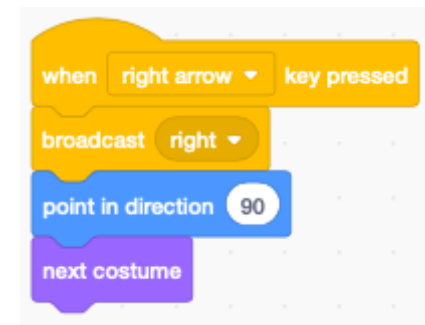 when right arrow key pressed
broadcast right
point in direction 90
next costume